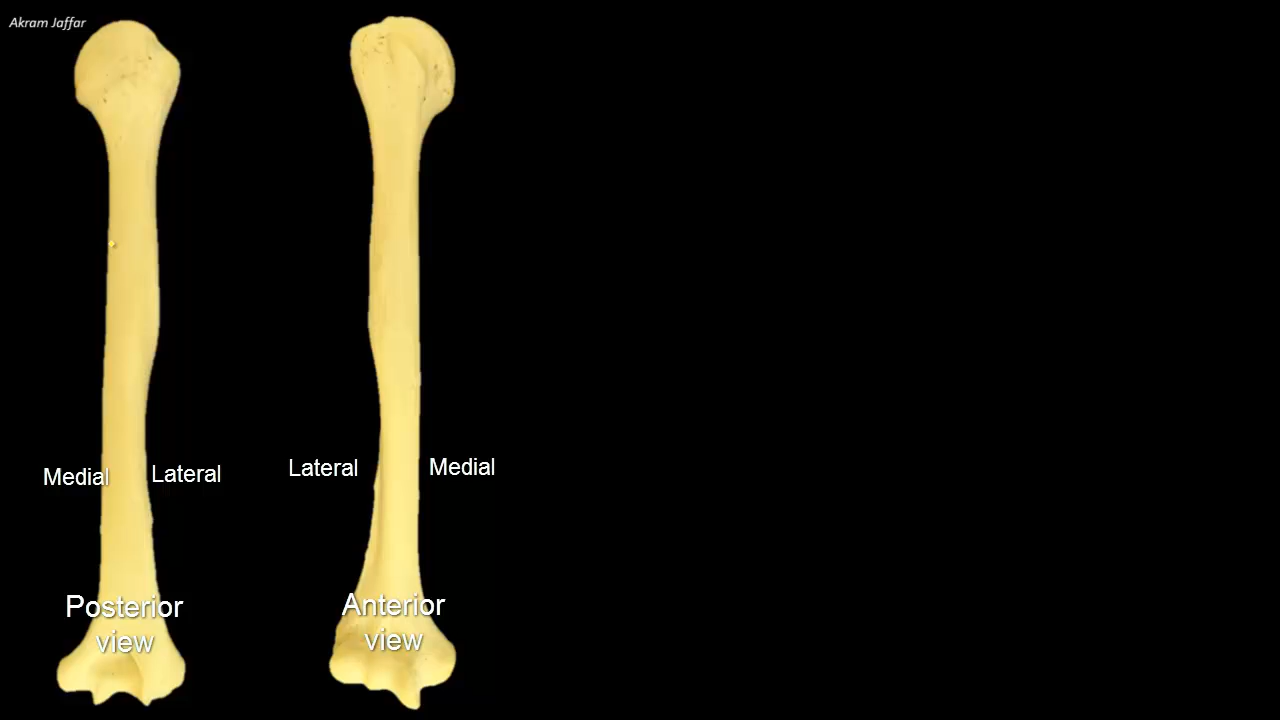 Akram Jaffar
Medial
Lateral
Lateral
Medial
Posterior
view
Anterior
view